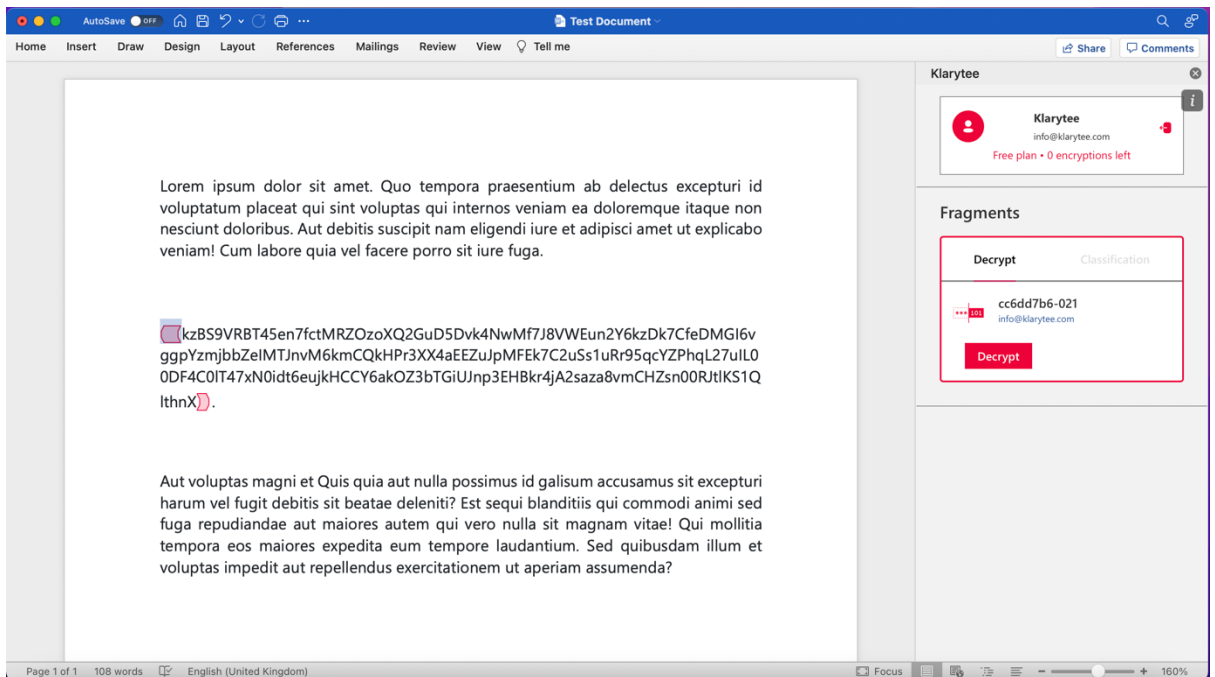 AutoSave OFF ... Test Document
Home Insert Draw Design Layout References Mailings Review View Tell me Share Comments
Klarytee
i
Klarytee
info@klarytee.com
Free plan • 0 encryptions left
Fragments
Decrypt Classification
*** 101 cc6dd7b6-021
info@klarytee.com
Decrypt
Lorem ipsum dolor sit amet. Quo tempora praesentium ab delectus excepturi id
voluptatum placeat qui sint voluptas qui internos veniam ea doloremque itaque non
nesciunt doloribus. Aut debitis suscipit nam eligendi iure et adipisci amet ut explicabo
veniam! Cum labore quia vel facere porro sit iure fuga.
kzBS9VRBT45en7fctMRZOzoXQ2GuD5Dvk4NwMf7J8VWEun2Y6kzDk7CfeDMGI6v
ggpYzmjbbZeIMTJnvM6kmCQkHPr3XX4aEEZuJpMFEk7C2uSs1uRr95qcYZPhqL27uIL0
0DF4C0lT47xN0idt6eujkHCCY6akOZ3bTGiUJnp3EHBkr4jA2saza8vmCHZsn00RJtlKS1Q
lthnX.
Aut voluptas magni et Quis quia aut nulla possimus id galisum accusamus sit excepturi
harum vel fugit debitis sit beatae deleniti? Est sequi blanditiis qui commodi animi sed
fuga repudiandae aut maiores autem qui vero nulla sit magnam vitae! Qui mollitia
tempora eos maiores expedita eum tempore laudantium. Sed quibusdam illum et
voluptas impedit aut repellendus exercitationem ut aperiam assumenda?
Page 1 of 1 108 words English (United Kingdom) Focus - + 160%